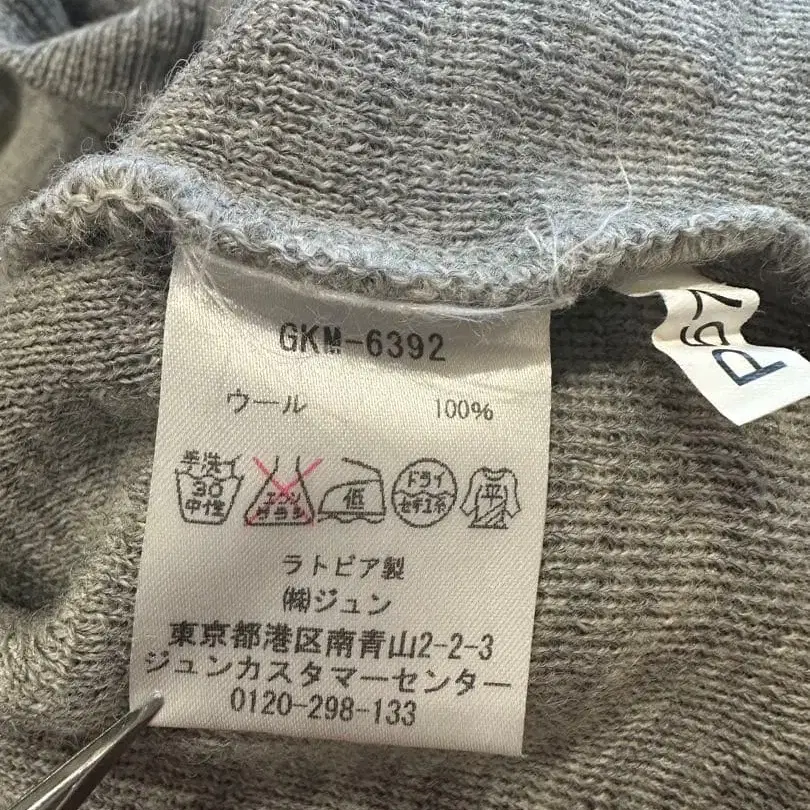 GKM-6392
ウール 100%
手洗イ 30 中性 エンソ サラシ 低 ドライ セキユ系 平
ラトビア製
㈱ジュン
東京都港区南青山2-2-3
ジュンカスタマーセンター
0120-298-133